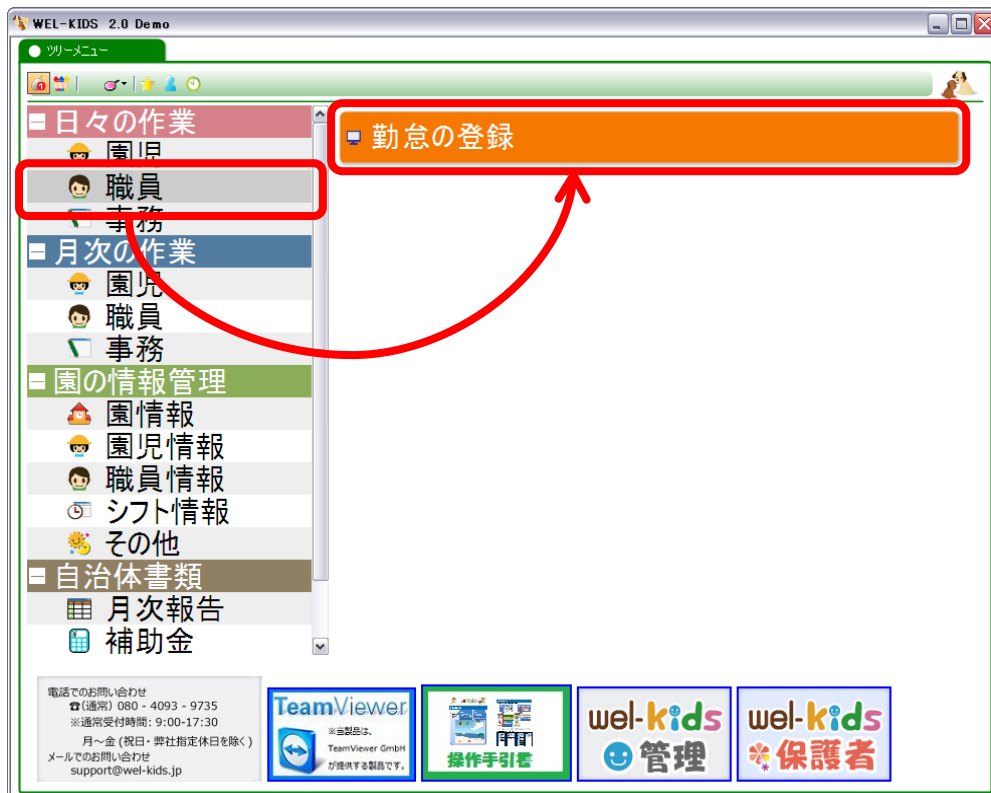 WEL-KIDS 2.0 Demo
ツリーメニュー
日々の作業
園児
職員
事務
月次の作業
園児
職員
事務
園の情報管理
園情報
園児情報
職員情報
シフト情報
その他
自治体書類
月次報告
補助金
勤怠の登録
電話でのお問い合わせ
☎(通常) 080 - 4093 - 9735
※通常受付時間: 9:00-17:30
月~金 (祝日・弊社指定休日を除く)
メールでのお問い合わせ
support@wel-kids.jp
TeamViewer
※当製品は、
TeamViewer GmbH
が提供する製品です。
操作手引書
wel-kids
管理
wel-kids
保護者